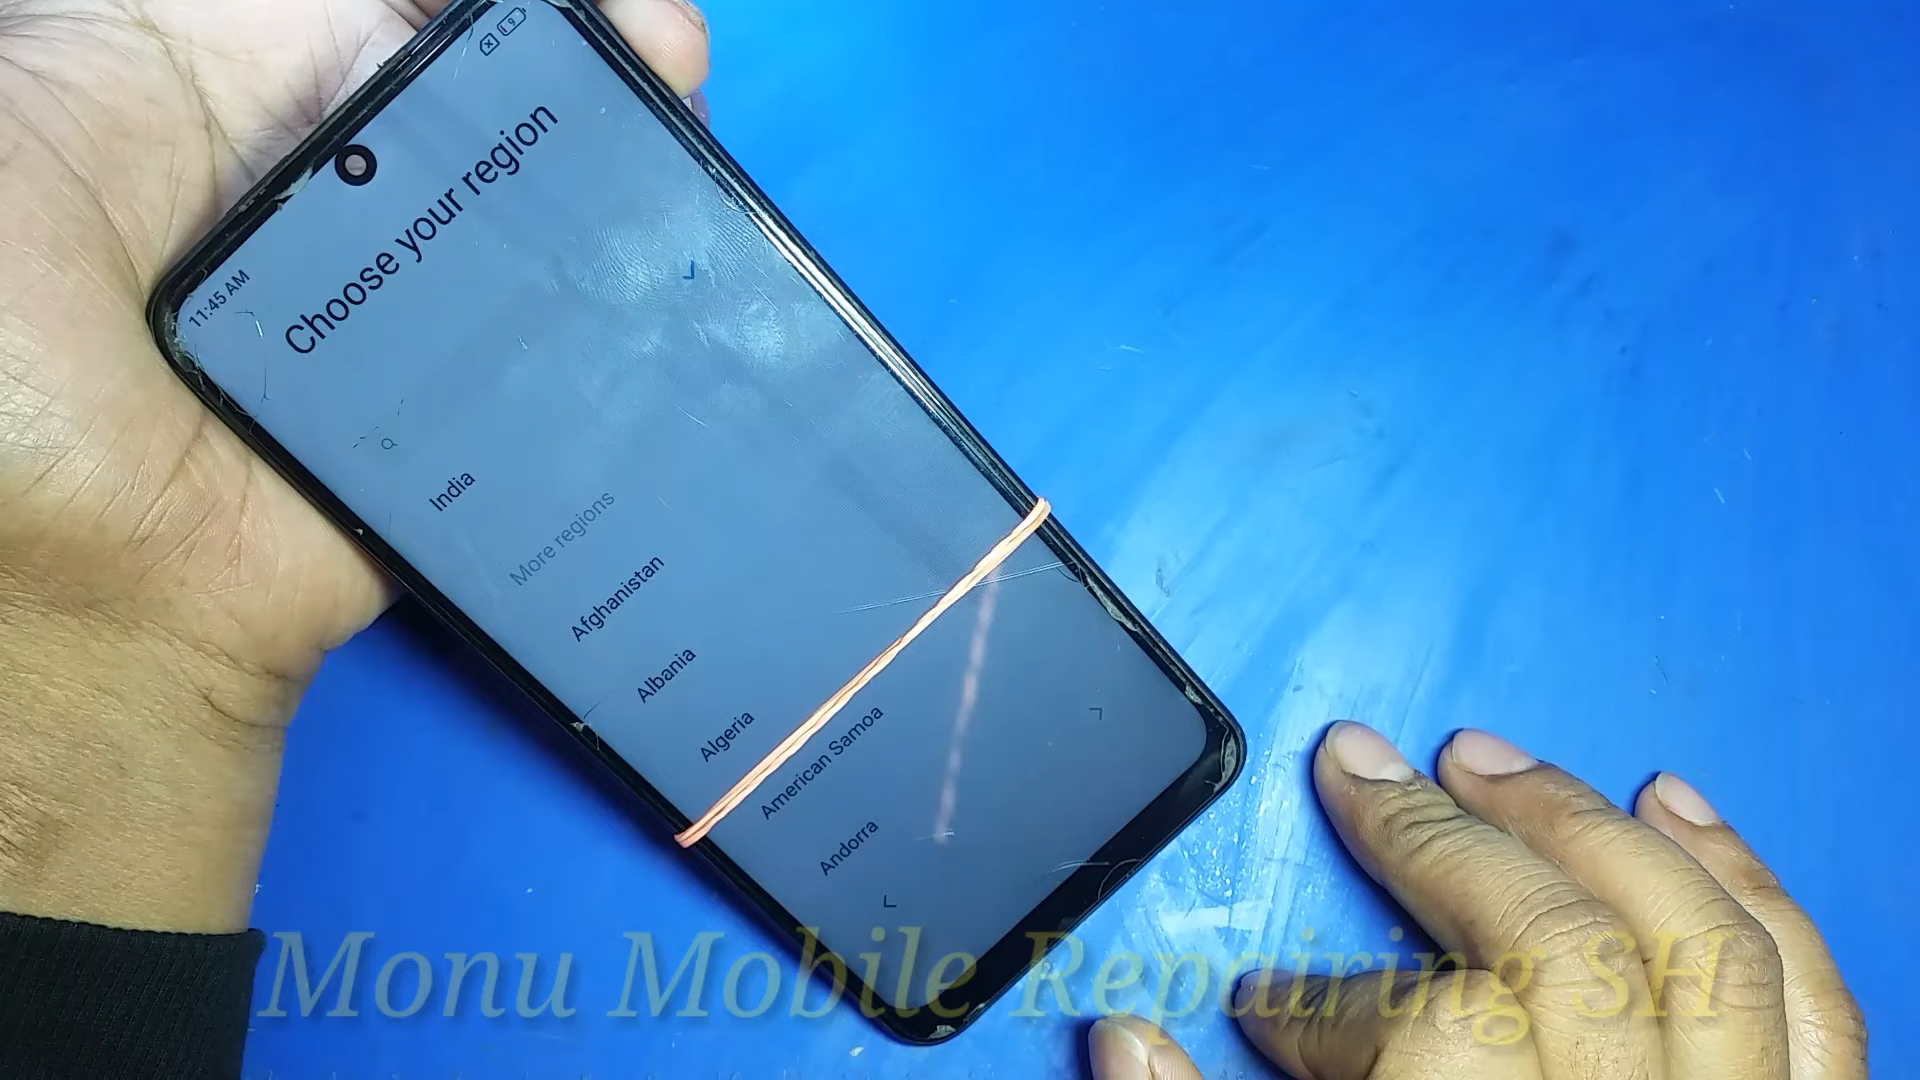 11:45 AM
9
Choose your region
India
More regions
Afghanistan
Albania
Algeria
American Samoa
Andorra
Monu Mobile Repairing SH